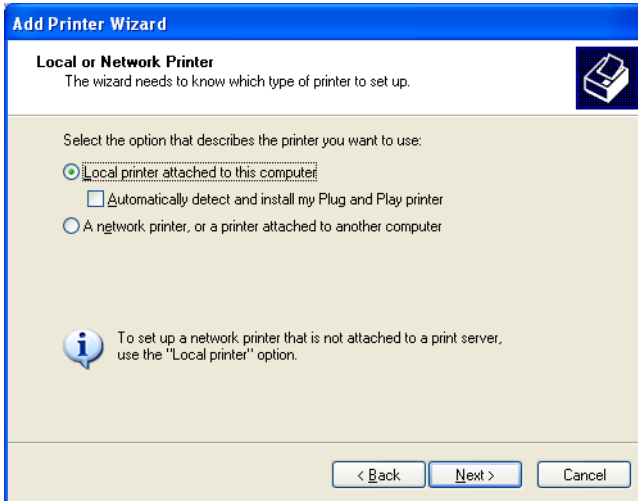 Add Printer Wizard
Local or Network Printer
The wizard needs to know which type of printer to set up.
Select the option that describes the printer you want to use:
Local printer attached to this computer
Automatically detect and install my Plug and Play printer
A network printer, or a printer attached to another computer
To set up a network printer that is not attached to a print server,
use the "Local printer" option.
< Back Next > Cancel